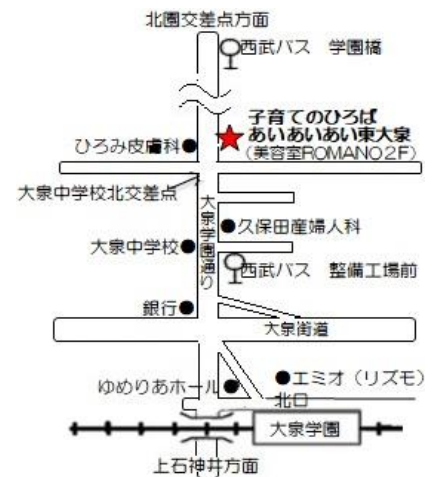 北園交差点方面
西武バス 学園橋
子育てのひろば
あいあいあい東大泉
(美容室ROMANO2F)
ひろみ皮膚科
大泉中学校北交差点
大泉学園通り
久保田産婦人科
大泉中学校
西武バス 整備工場前
銀行
大泉街道
エミオ(リズモ)
ゆめりあホール
北口
大泉学園
上石神井方面